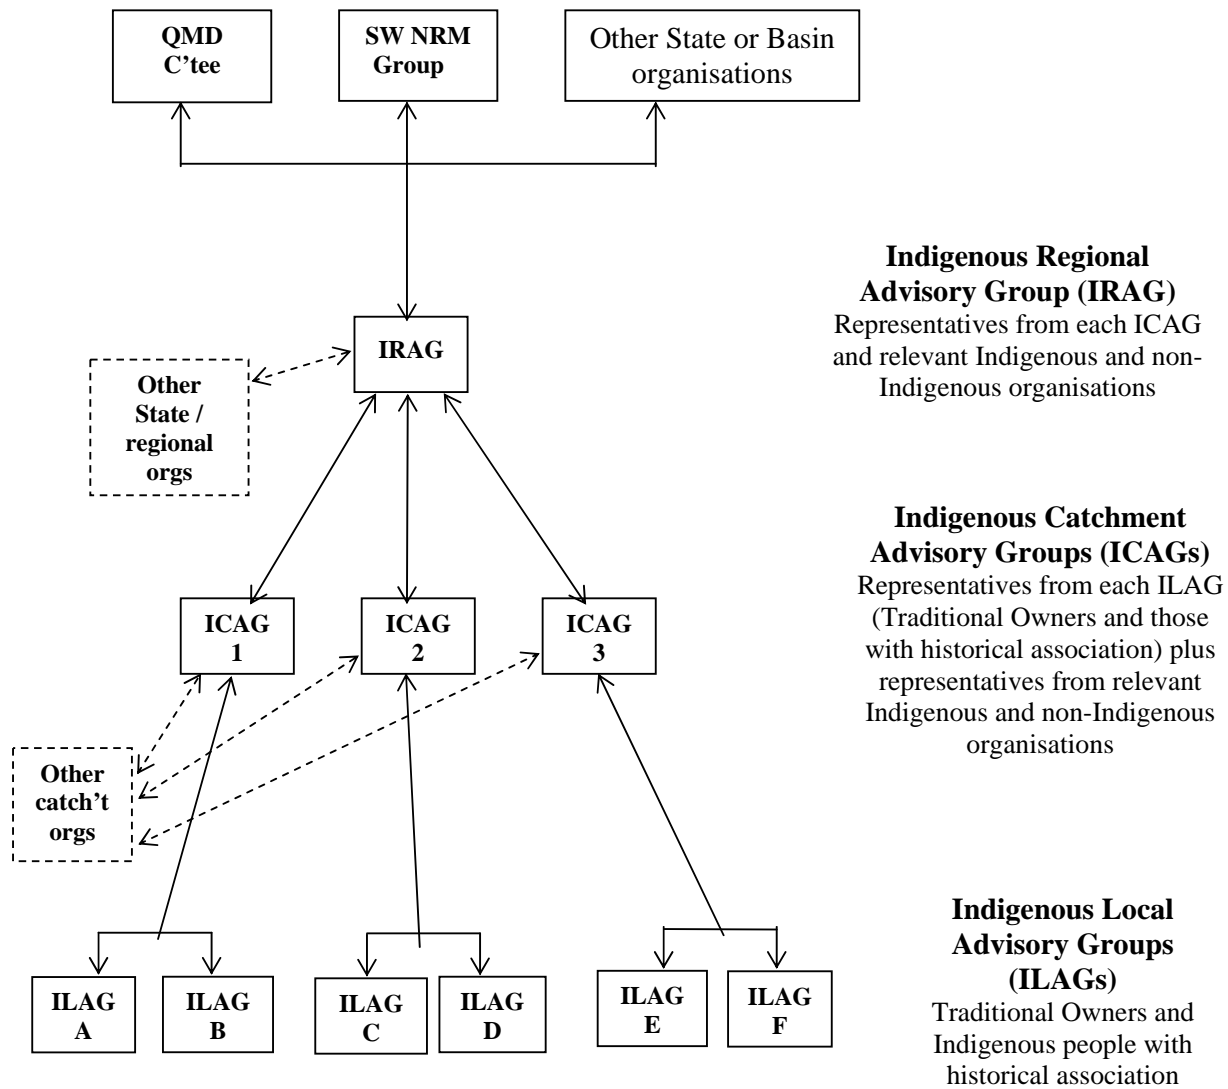 QMD
C'tee
SW NRM
Group
Other State or Basin
organisations
Indigenous Regional
Advisory Group (IRAG)
Representatives from each ICAG
and relevant Indigenous and non-
Indigenous organisations
IRAG
Other
State /
regional
orgs
Indigenous Catchment
Advisory Groups (ICAGs)
Representatives from each ILAG
(Traditional Owners and those
with historical association) plus
representatives from relevant
Indigenous and non-Indigenous
organisations
ICAG
1
ICAG
2
ICAG
3
Other
catch't
orgs
Indigenous Local
Advisory Groups
(ILAGs)
Traditional Owners and
Indigenous people with
historical association
ILAG
A
ILAG
B
ILAG
C
ILAG
D
ILAG
E
ILAG
F